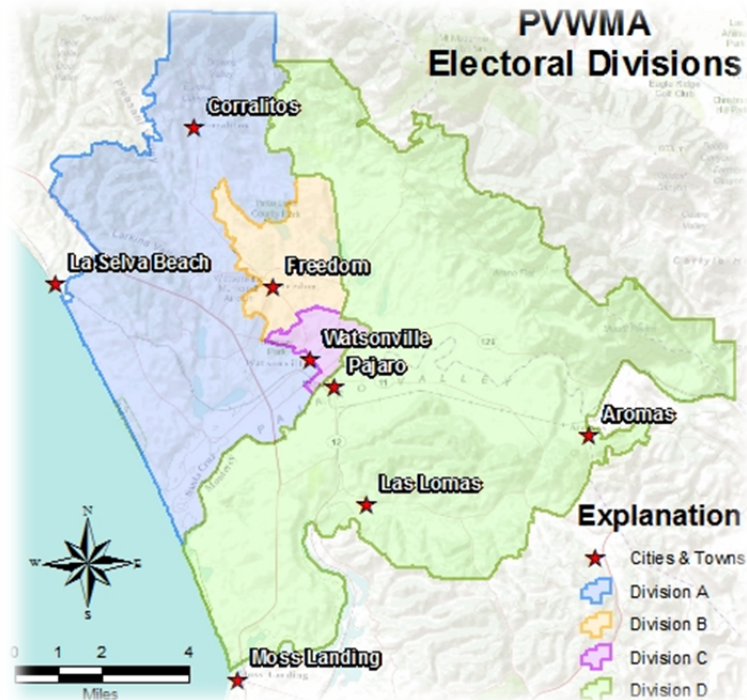 PVWMA
Electoral Divisions
Corralitos
La Selva Beach
Freedom
Watsonville
Pajaro
Aromas
Las Lomas
Moss Landing
N
W
E
S
0 1 2 4
Miles
Explanation
Cities & Towns
Division A
Division B
Division C
Division D